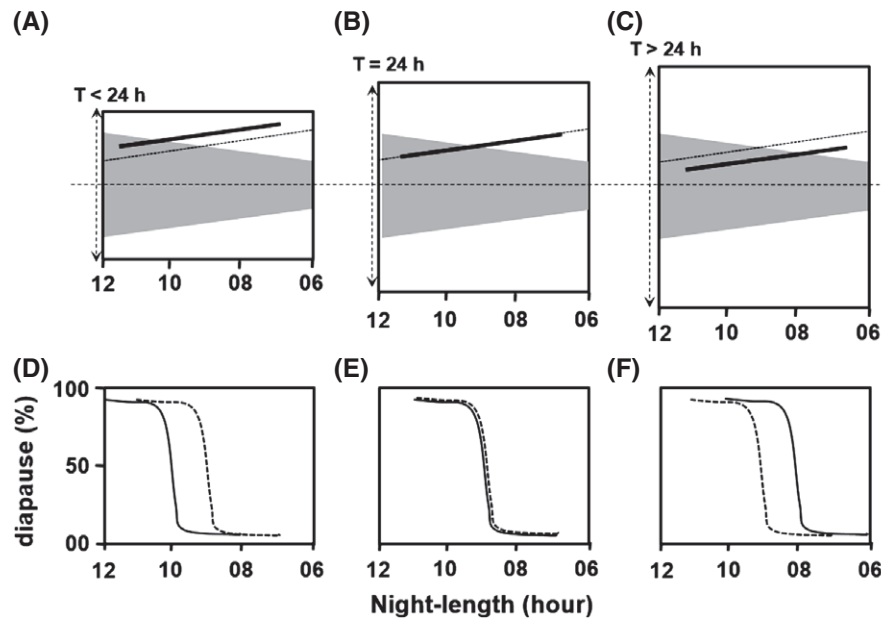 (A)
(B)
(C)
T < 24 h
T = 24 h
T > 24 h
12 10 08 06
12 10 08 06
12 10 08 06
(D)
(E)
(F)
diapause (%)
100
50
00
12 10 08 06
12 10 08 06
12 10 08 06
Night-length (hour)